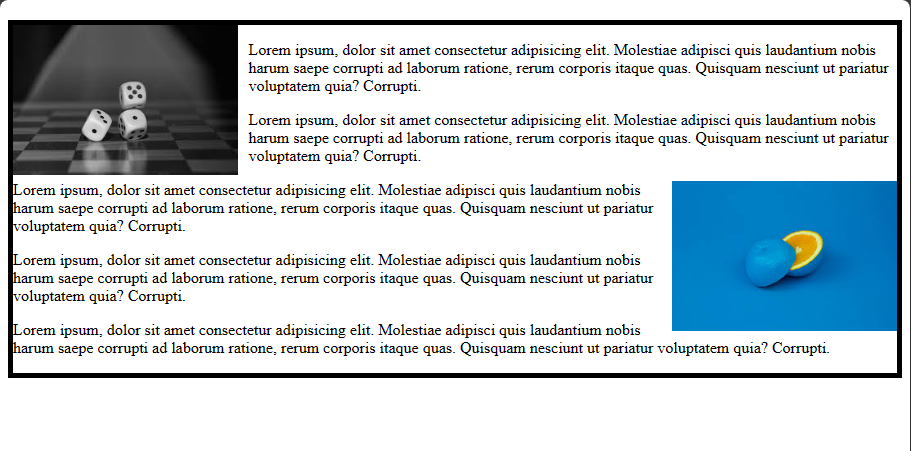 Lorem ipsum, dolor sit amet consectetur adipisicing elit. Molestiae adipisci quis laudantium nobis
harum saepe corrupti ad laborum ratione, rerum corporis itaque quas. Quisquam nesciunt ut pariatur
voluptatem quia? Corrupti.
Lorem ipsum, dolor sit amet consectetur adipisicing elit. Molestiae adipisci quis laudantium nobis
harum saepe corrupti ad laborum ratione, rerum corporis itaque quas. Quisquam nesciunt ut pariatur
voluptatem quia? Corrupti.
Lorem ipsum, dolor sit amet consectetur adipisicing elit. Molestiae adipisci quis laudantium nobis
harum saepe corrupti ad laborum ratione, rerum corporis itaque quas. Quisquam nesciunt ut pariatur
voluptatem quia? Corrupti.
Lorem ipsum, dolor sit amet consectetur adipisicing elit. Molestiae adipisci quis laudantium nobis
harum saepe corrupti ad laborum ratione, rerum corporis itaque quas. Quisquam nesciunt ut pariatur
voluptatem quia? Corrupti.
Lorem ipsum, dolor sit amet consectetur adipisicing elit. Molestiae adipisci quis laudantium nobis
harum saepe corrupti ad laborum ratione, rerum corporis itaque quas. Quisquam nesciunt ut pariatur voluptatem quia? Corrupti.